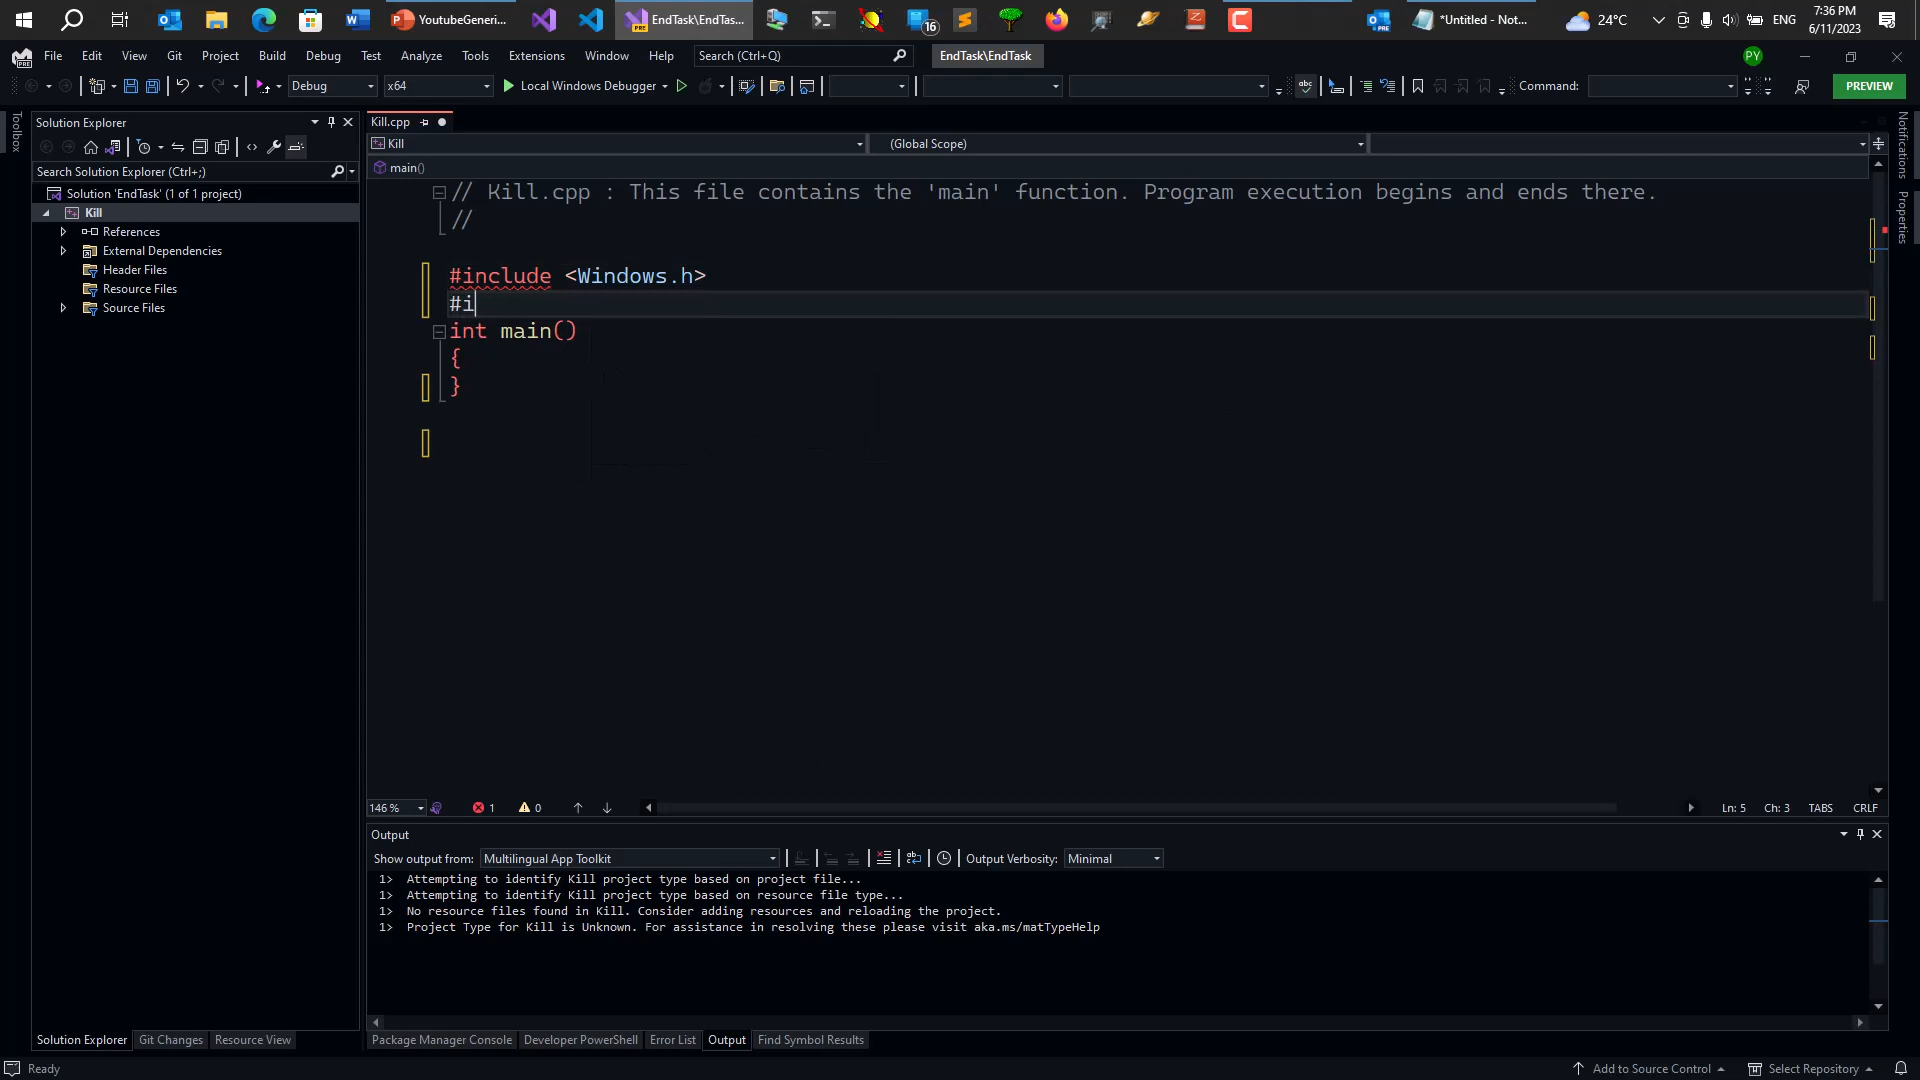 YoutubeGeneri...
EndTask\EndTas...
16
*Untitled - Not...
24°C
ENG
7:36 PM
6/11/2023
File Edit View Git Project Build Debug Test Analyze Tools Extensions Window Help
Search (Ctrl+Q)
EndTask\EndTask
PY
Debug
x64
Local Windows Debugger
abc
Command:
PREVIEW
Toolbox
Solution Explorer
Search Solution Explorer (Ctrl+;)
Solution 'EndTask' (1 of 1 project)
Kill
References
External Dependencies
Header Files
Resource Files
Source Files
Kill.cpp
Kill
(Global Scope)
main()
// Kill.cpp : This file contains the 'main' function. Program execution begins and ends there.
//
#include <Windows.h>
#i
int main()
{
}
Notifications
Properties
146 %
1
0
Ln: 5
Ch: 3
TABS
CRLF
Output
Show output from: Multilingual App Toolkit
Output Verbosity: Minimal
1> Attempting to identify Kill project type based on project file...
1> Attempting to identify Kill project type based on resource file type...
1> No resource files found in Kill. Consider adding resources and reloading the project.
1> Project Type for Kill is Unknown. For assistance in resolving these please visit aka.ms/matTypeHelp
Solution Explorer Git Changes Resource View
Package Manager Console Developer PowerShell Error List Output Find Symbol Results
Ready
Add to Source Control
Select Repository